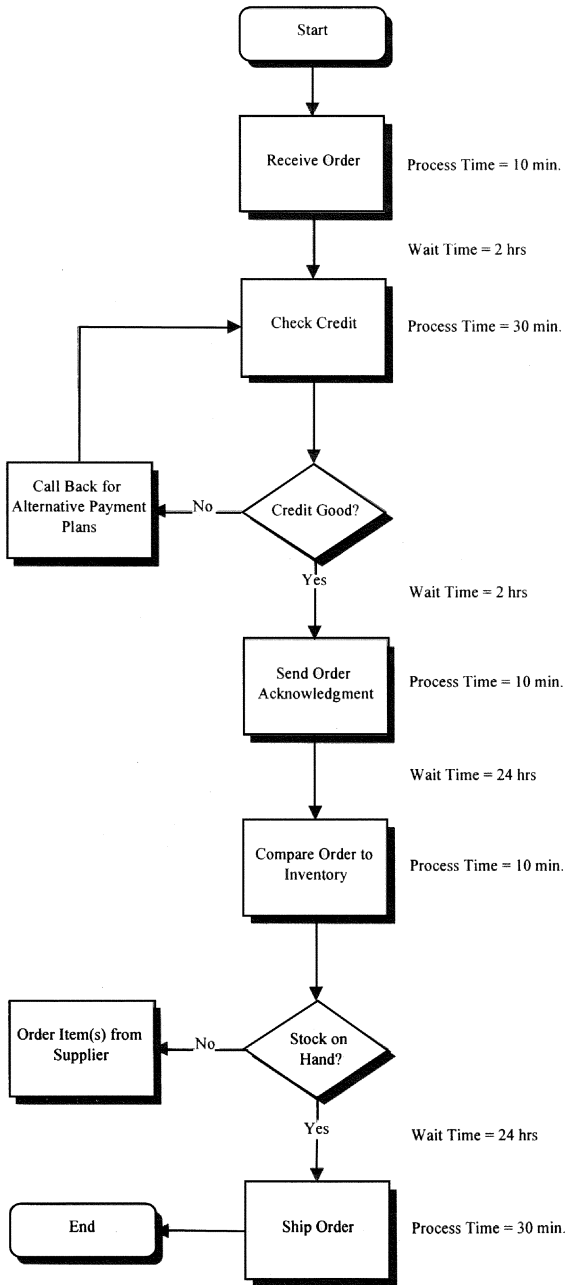 Start
Receive Order
Process Time = 10 min.
Wait Time = 2 hrs
Check Credit
Process Time = 30 min.
Call Back for
Alternative Payment
Plans
No
Credit Good?
Yes
Wait Time = 2 hrs
Send Order
Acknowledgment
Process Time = 10 min.
Wait Time = 24 hrs
Compare Order to
Inventory
Process Time = 10 min.
Order Item(s) from
Supplier
No
Stock on
Hand?
Yes
Wait Time = 24 hrs
End
Ship Order
Process Time = 30 min.